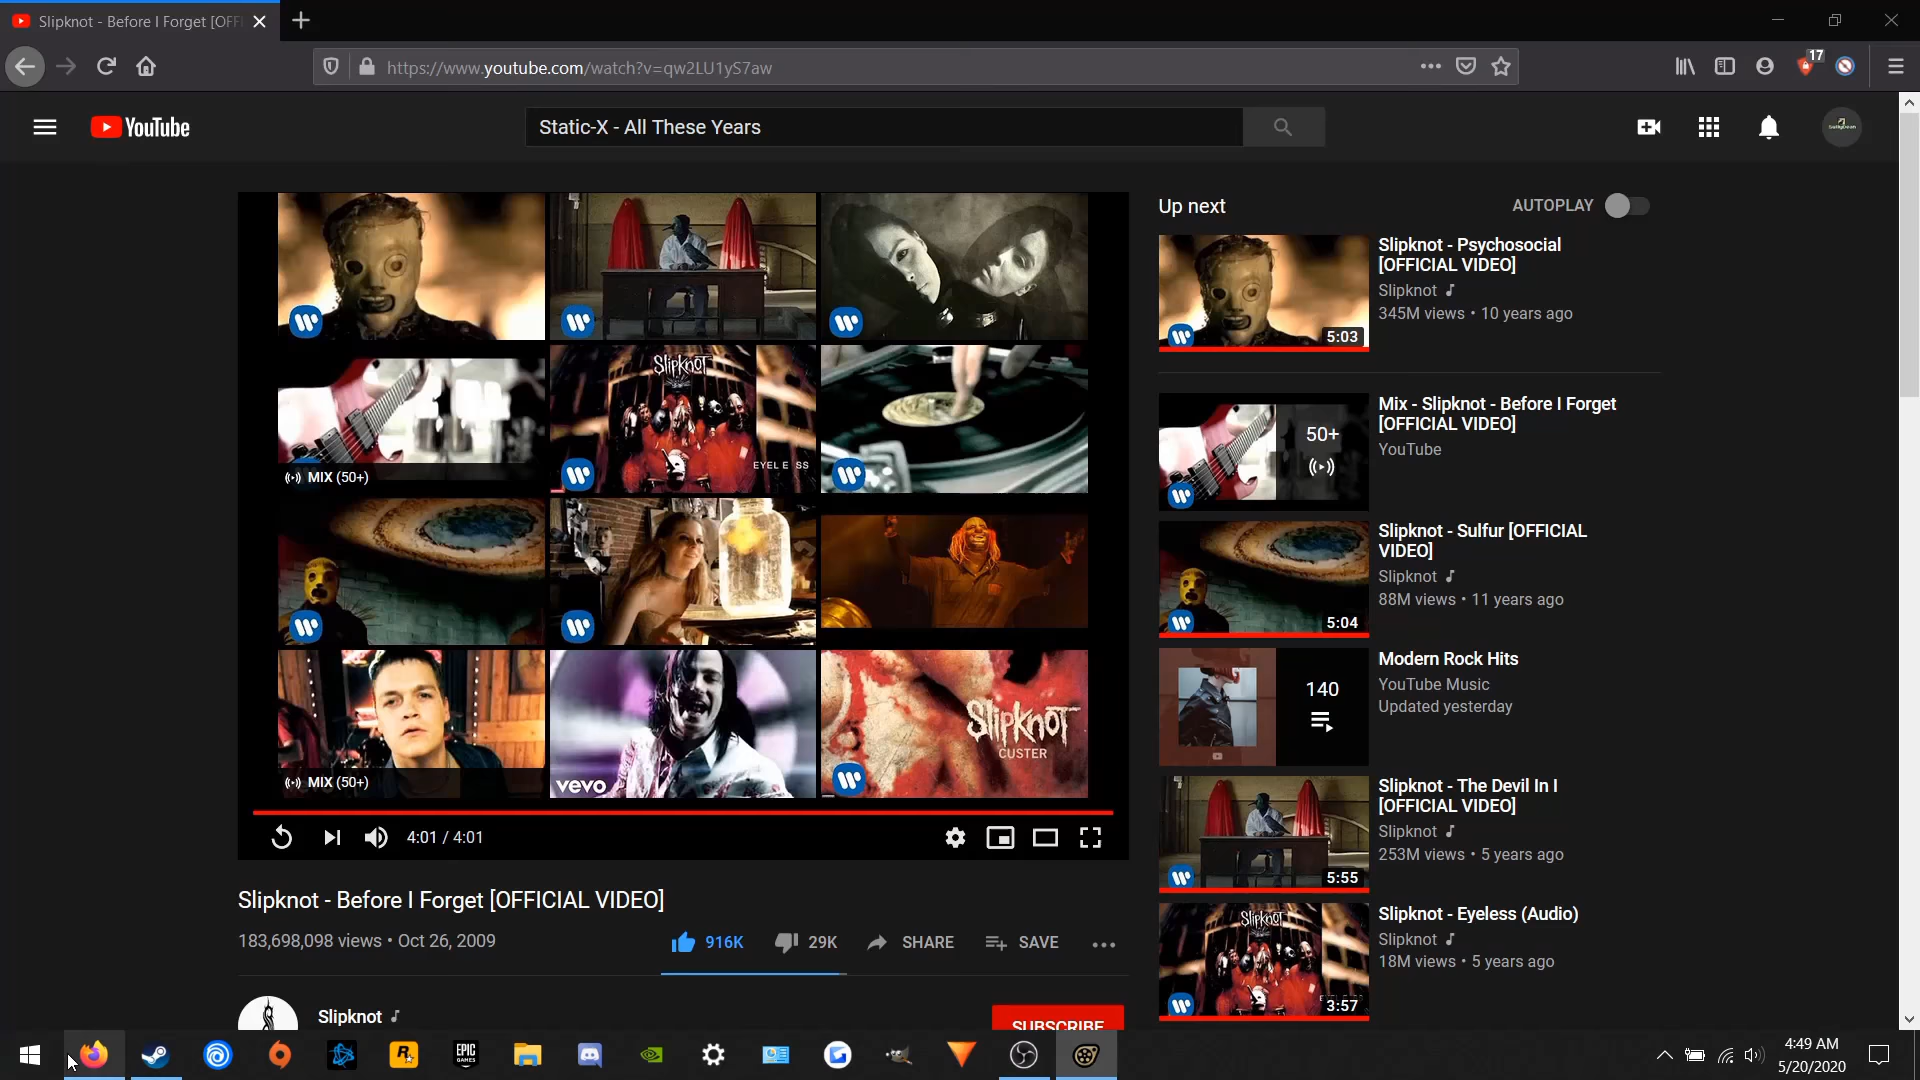 Slipknot - Before I Forget [OFFI
17
https://www.youtube.com/watch?v=qw2LU1yS7aw
YouTube
Static-X - All These Years
SLIPKNOT
EYELESS
MIX (50+)
MIX (50+)
vevo
SLIPKNOT
CUSTER
4:01 / 4:01
Slipknot - Before I Forget [OFFICIAL VIDEO]
183,698,098 views • Oct 26, 2009
916K
29K
SHARE
SAVE
Slipknot
SUBSCRIBE
Up next
AUTOPLAY
5:03
Slipknot - Psychosocial
[OFFICIAL VIDEO]
Slipknot
345M views • 10 years ago
50+
Mix - Slipknot - Before I Forget
[OFFICIAL VIDEO]
YouTube
5:04
Slipknot - Sulfur [OFFICIAL
VIDEO]
Slipknot
88M views • 11 years ago
140
Modern Rock Hits
YouTube Music
Updated yesterday
5:55
Slipknot - The Devil In I
[OFFICIAL VIDEO]
Slipknot
253M views • 5 years ago
SLIPKNOT
3:57
Slipknot - Eyeless (Audio)
Slipknot
18M views • 5 years ago
R
EPIC
GAMES
4:49 AM
5/20/2020